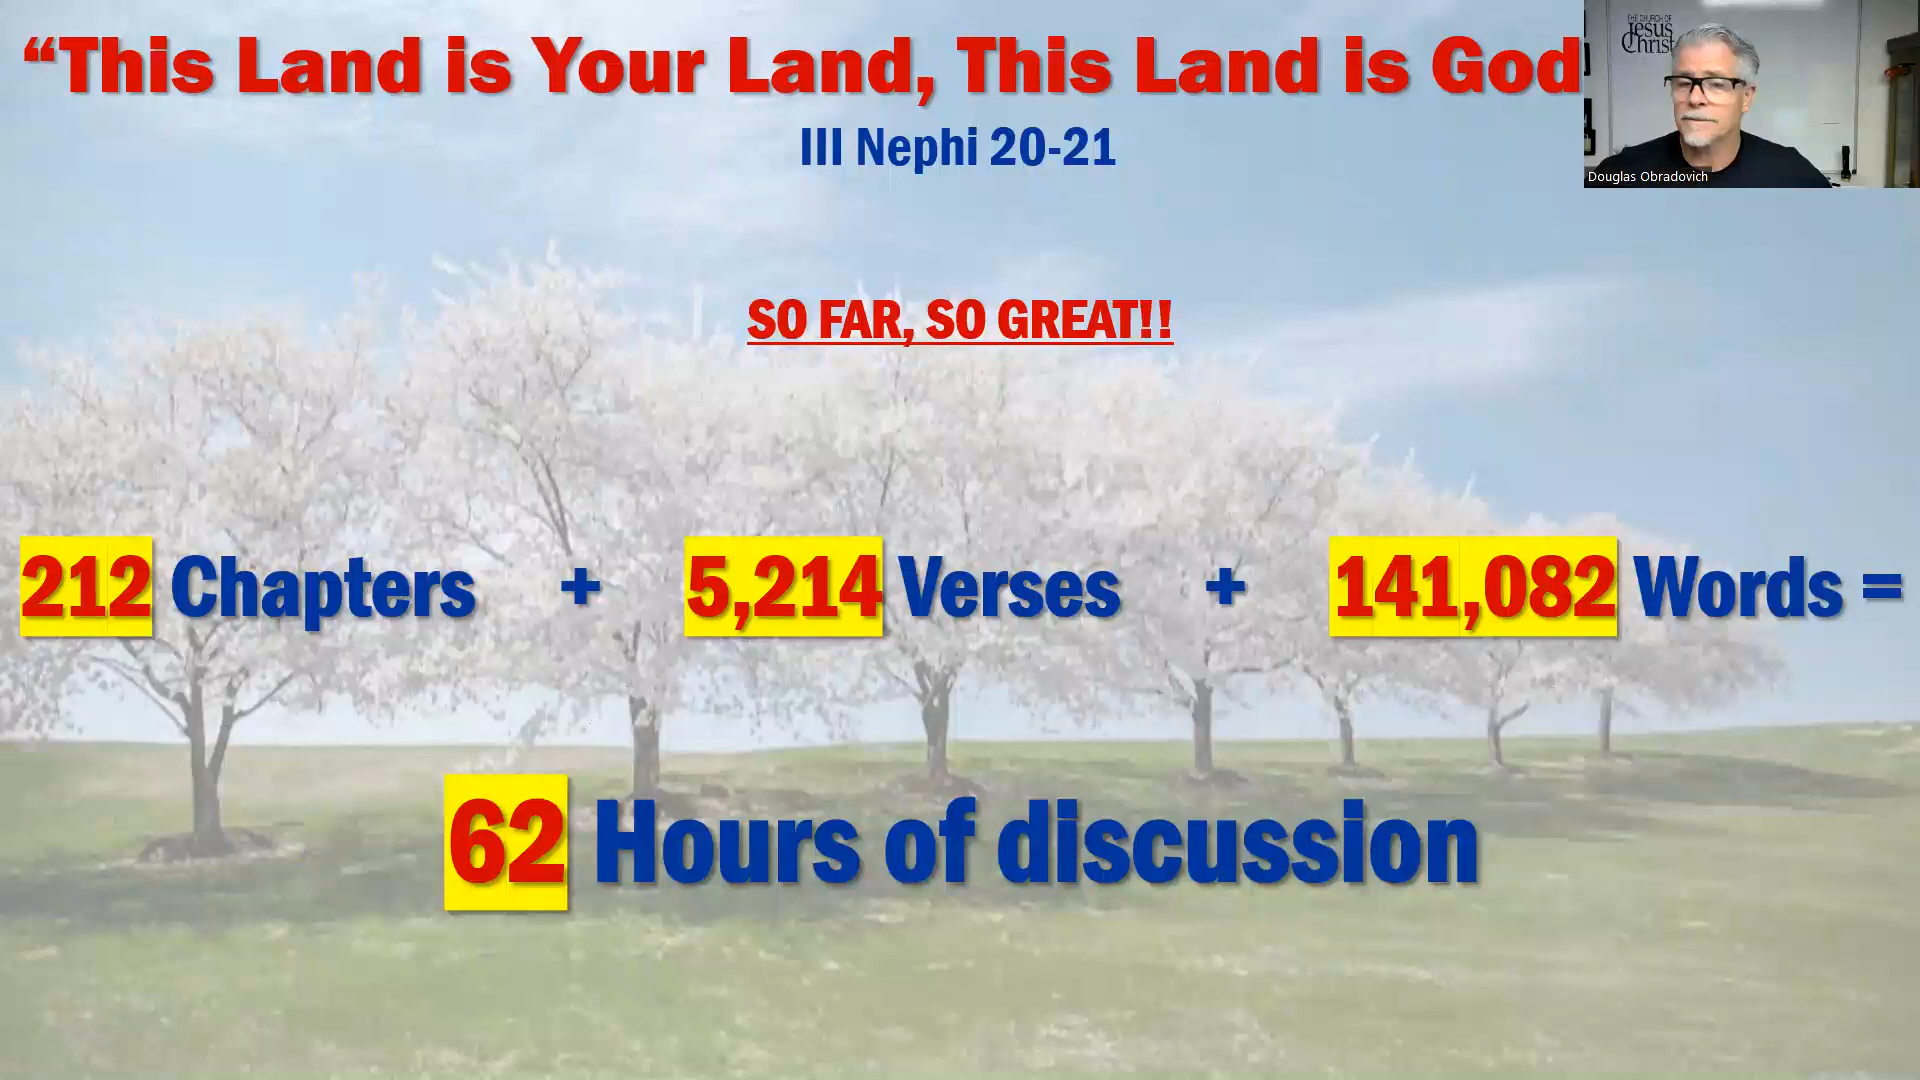 “This Land is Your Land, This Land is God
III Nephi 20-21
THE CHURCH OF
Jesus
Christ
Douglas Obradovich
SO FAR, SO GREAT!!
212 Chapters + 5,214 Verses + 141,082 Words =
62 Hours of discussion